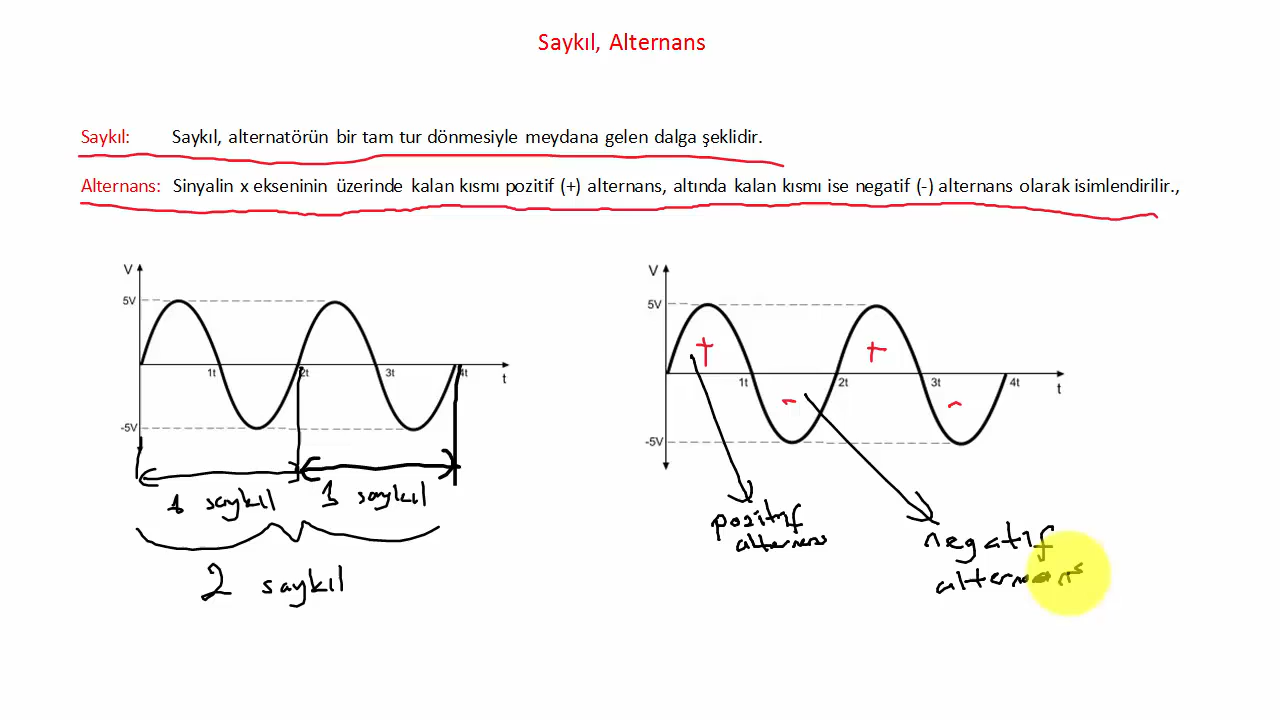 Saykıl, Alternans
Saykıl: Saykıl, alternatörün bir tam tur dönmesiyle meydana gelen dalga şeklidir.
Alternans: Sinyalin x ekseninin üzerinde kalan kısmı pozitif (+) alternans, altında kalan kısmı ise negatif (-) alternans olarak isimlendirilir.,
V
5V
1t 2t 3t 4t
t
-5V
1 saykıl 1 saykıl
2 saykıl
V
5V
+ +
1t 2t 3t 4t
t
- -
-5V
pozitif
alternans
negatif
alternans